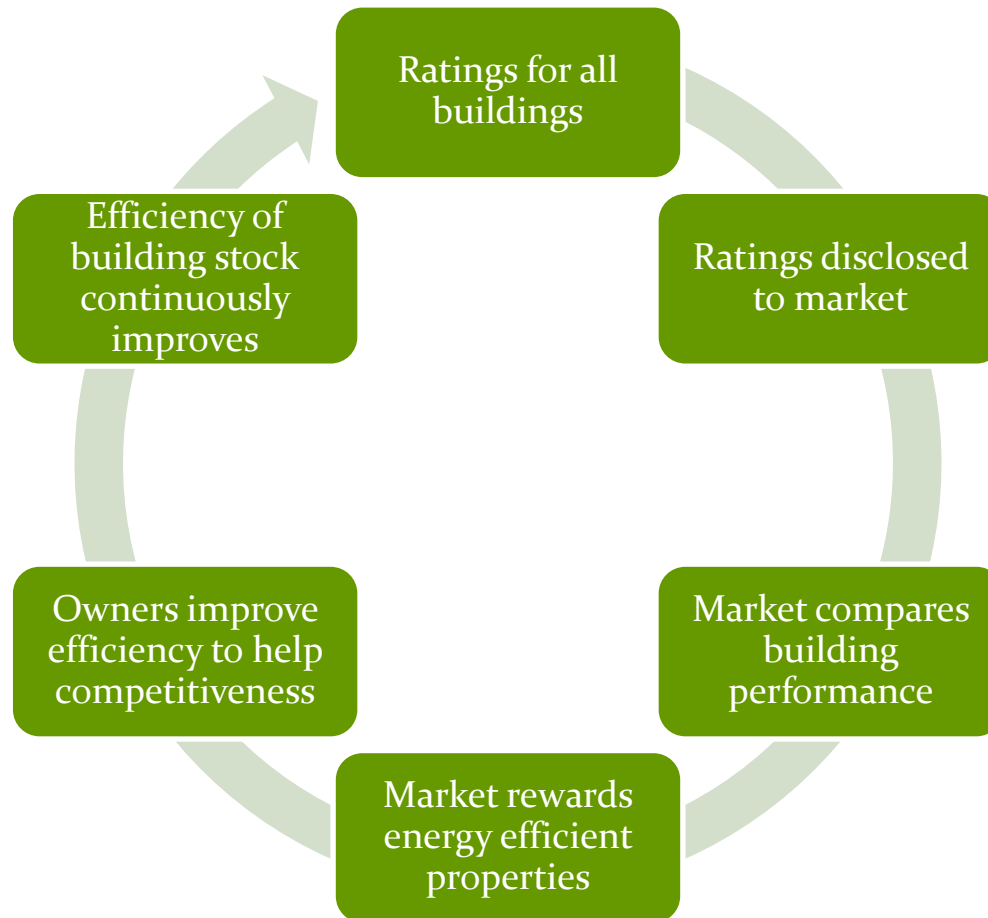 Ratings for all
buildings
Ratings disclosed
to market
Market compares
building
performance
Market rewards
energy efficient
properties
Owners improve
efficiency to help
competitiveness
Efficiency of
building stock
continuously
improves